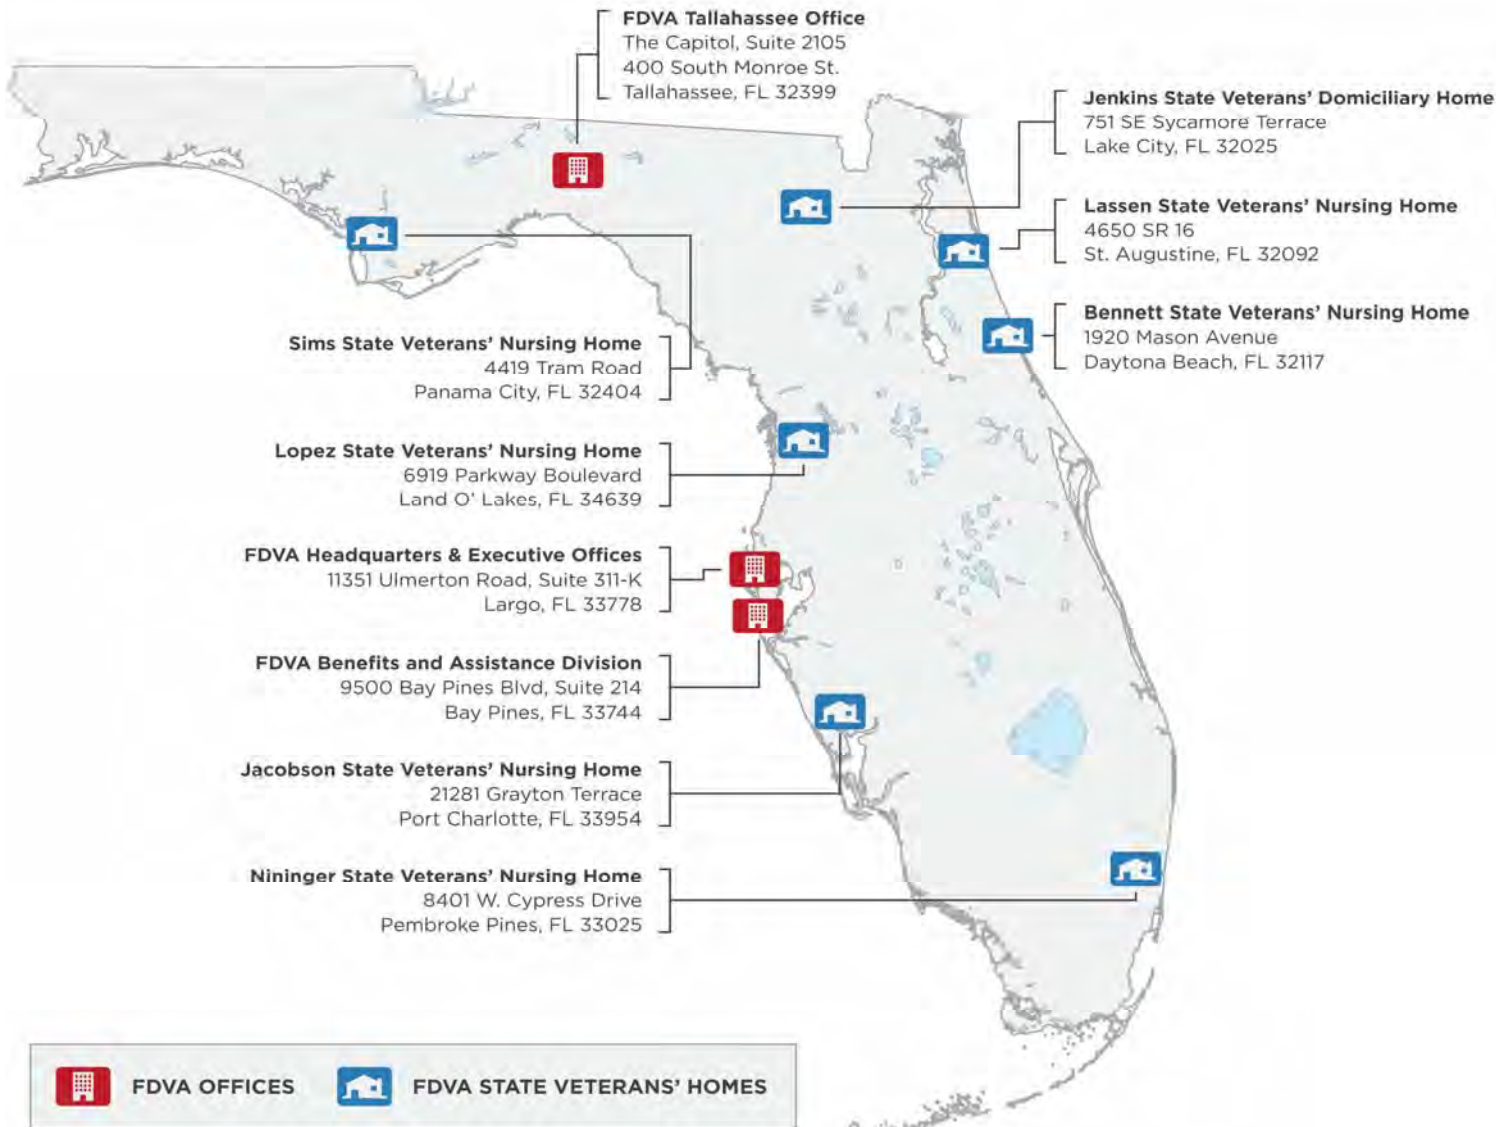 FDVA Tallahassee Office
The Capitol, Suite 2105
400 South Monroe St.
Tallahassee, FL 32399
Jenkins State Veterans' Domiciliary Home
751 SE Sycamore Terrace
Lake City, FL 32025
Lassen State Veterans' Nursing Home
4650 SR 16
St. Augustine, FL 32092
Bennett State Veterans' Nursing Home
1920 Mason Avenue
Daytona Beach, FL 32117
Sims State Veterans' Nursing Home
4419 Tram Road
Panama City, FL 32404
Lopez State Veterans' Nursing Home
6919 Parkway Boulevard
Land O' Lakes, FL 34639
FDVA Headquarters & Executive Offices
11351 Ulmerton Road, Suite 311-K
Largo, FL 33778
FDVA Benefits and Assistance Division
9500 Bay Pines Blvd, Suite 214
Bay Pines, FL 33744
Jacobson State Veterans' Nursing Home
21281 Grayton Terrace
Port Charlotte, FL 33954
Nininger State Veterans' Nursing Home
8401 W. Cypress Drive
Pembroke Pines, FL 33025
FDVA OFFICES
FDVA STATE VETERANS' HOMES